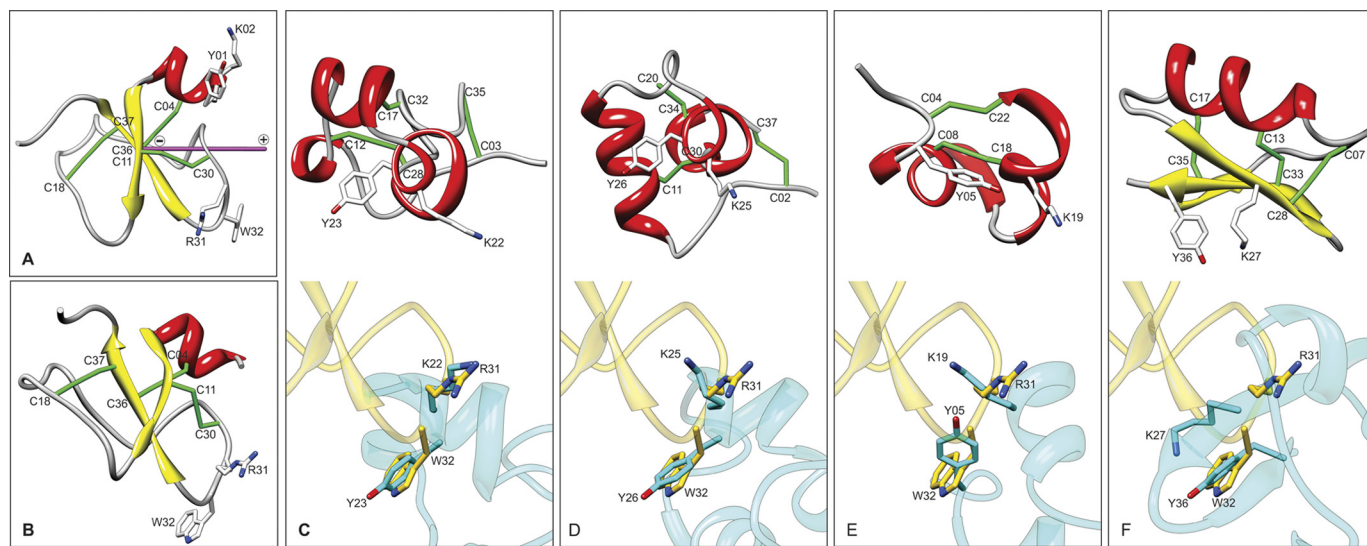 K02
Y01
C04
C37
C36
C11
⊖
⊕
C18
C30
R31
W32
A
C37
C04
C18
C36
C11
C30
R31
W32
B
C32
C35
C17
C12
C03
C28
Y23
K22
K22
R31
W32
Y23
C
C20
C34
C37
C30
Y26
C11
K25
C02
K25
R31
W32
Y26
D
C04
C22
C08
C18
Y05
K19
K19
R31
Y05
W32
E
C17
C13
C07
C35
C33
C28
Y36
K27
R31
K27
Y36
W32
F